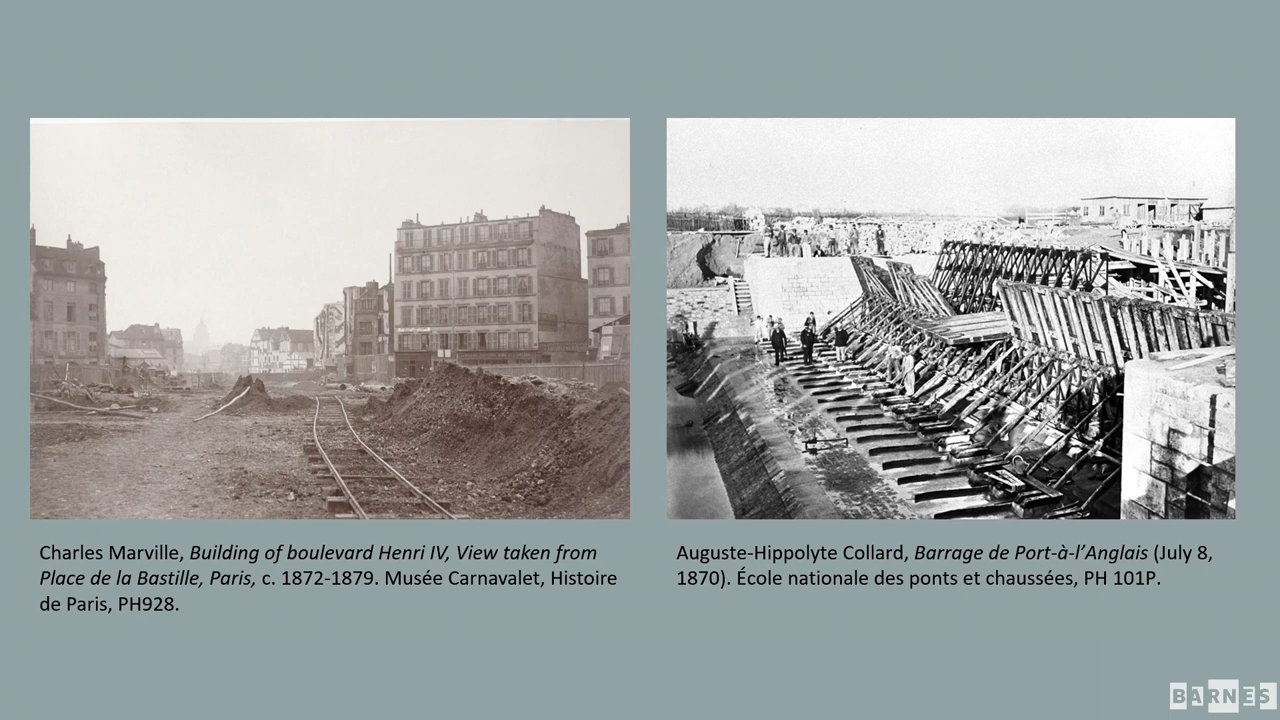 Charles Marville, Building of boulevard Henri IV, View taken from
Place de la Bastille, Paris, c. 1872-1879. Musée Carnavalet, Histoire
de Paris, PH928.
Auguste-Hippolyte Collard, Barrage de Port-à-l’Anglais (July 8,
1870). École nationale des ponts et chaussées, PH 101P.
BARNES